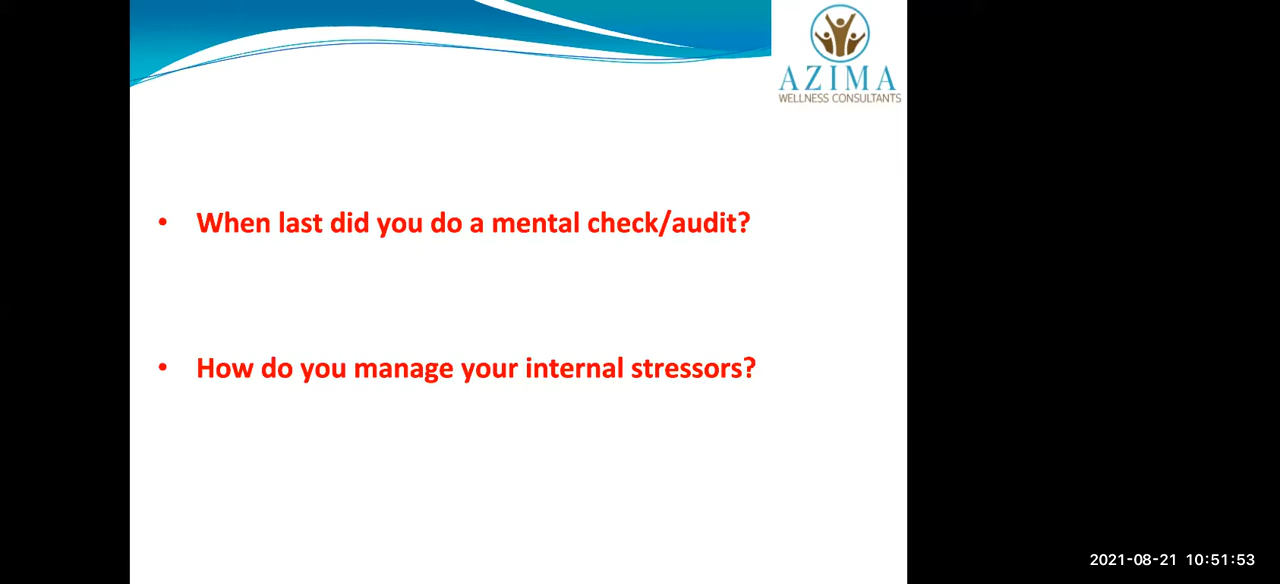 AZIMA
WELLNESS CONSULTANTS
• When last did you do a mental check/audit?
• How do you manage your internal stressors?
2021-08-21 10:51:53